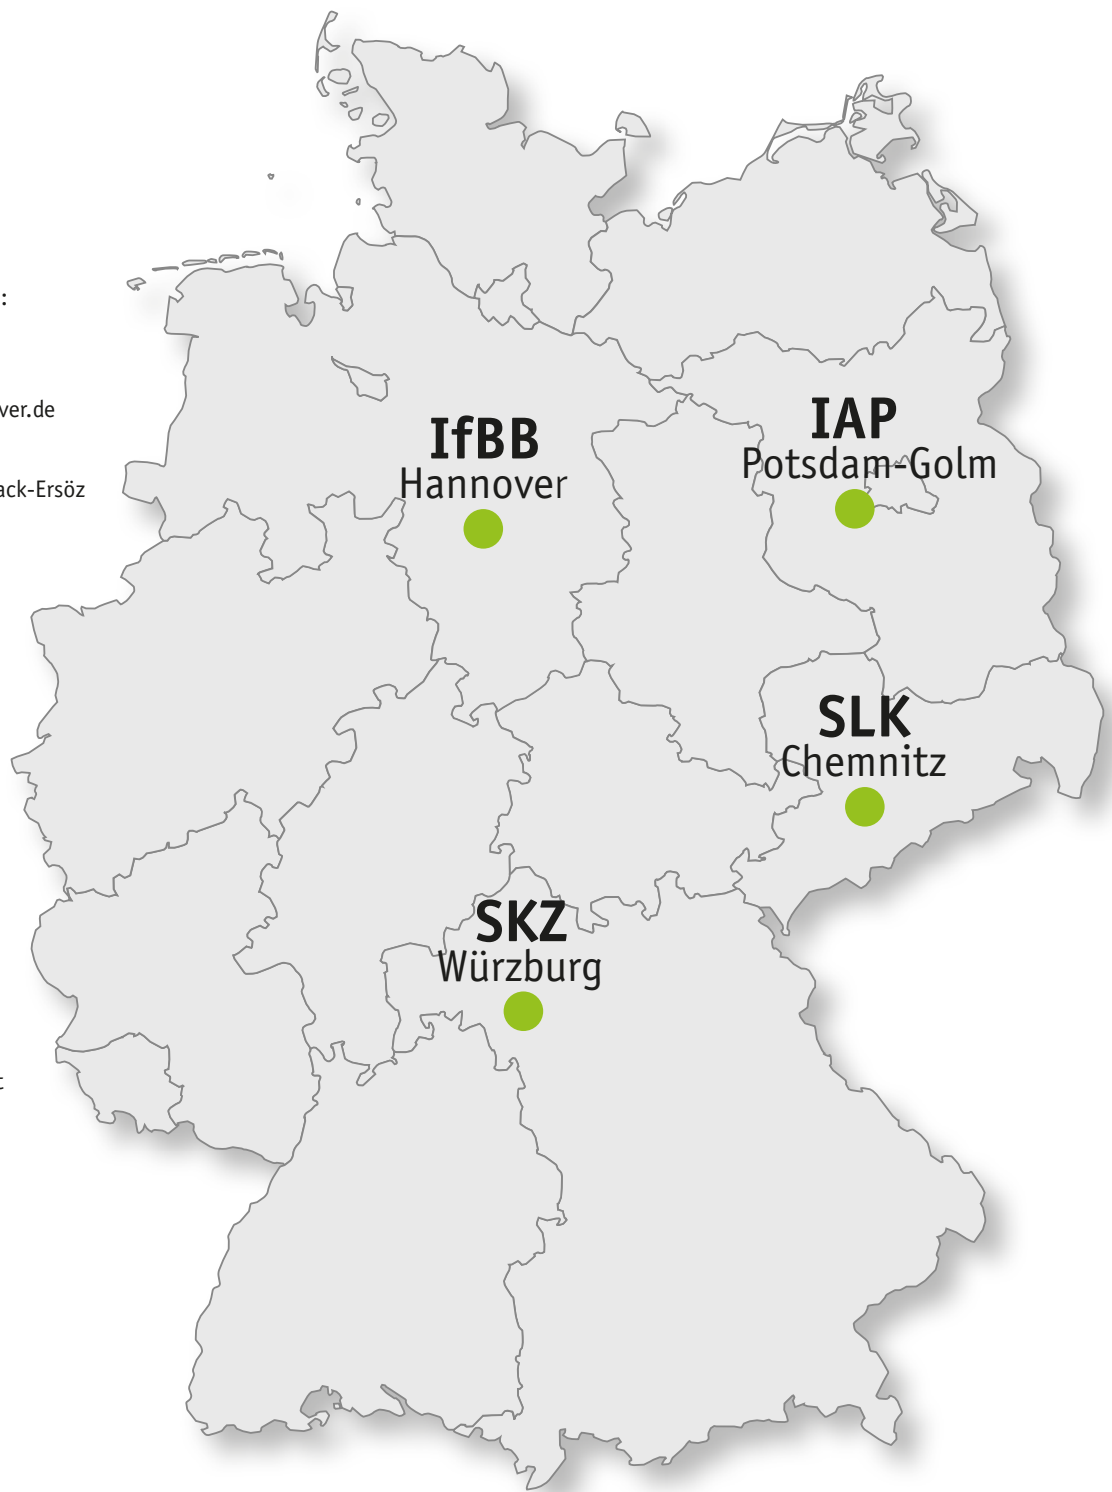 :
ver.de
ack-Ersöz
t
IfBB
Hannover
IAP
Potsdam-Golm
SLK
Chemnitz
SKZ
Würzburg